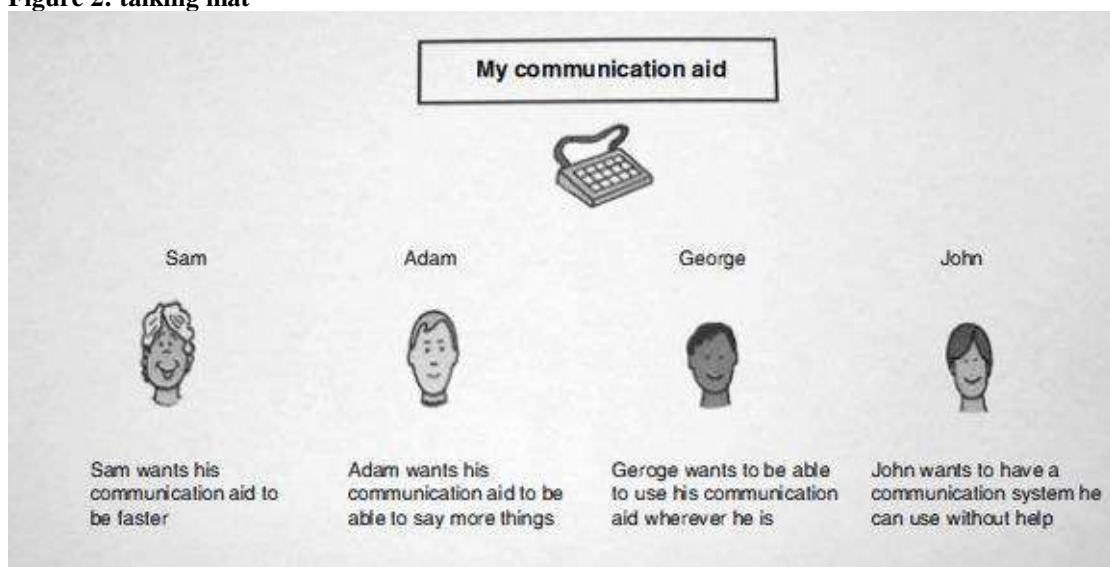 Figure 2: talking mat
My communication aid
Sam
Adam
George
John
Sam wants his
communication aid to
be faster
Adam wants his
communication aid to be
able to say more things
Geroge wants to be able
to use his communication
aid wherever he is
John wants to have a
communication system he
can use without help